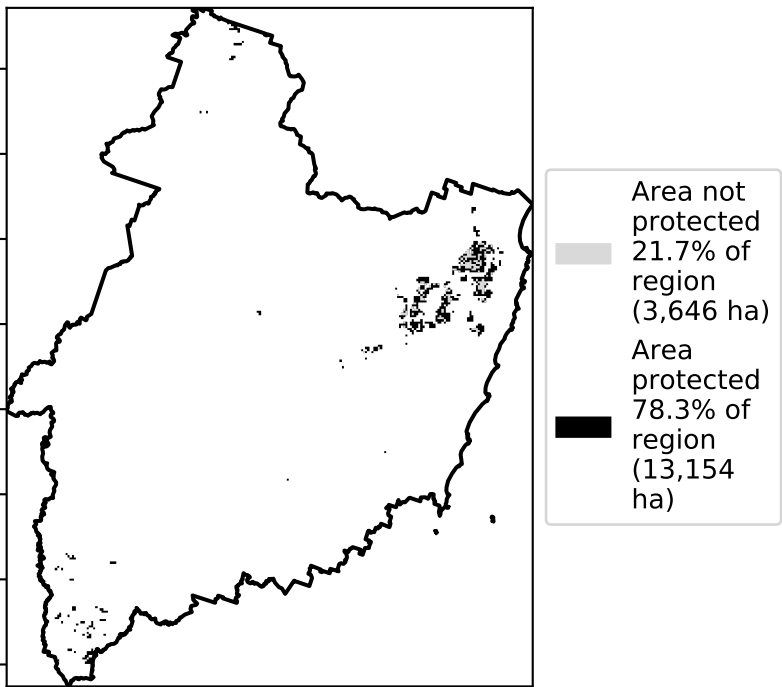 Area not
protected
21.7% of
region
(3,646 ha)
Area
protected
78.3% of
region
(13,154
ha)